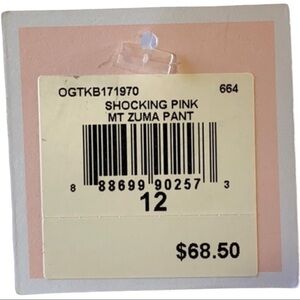 OGTKB171970 664
SHOCKING PINK
MT ZUMA PANT
8 88699 90257 3
12
$68.50